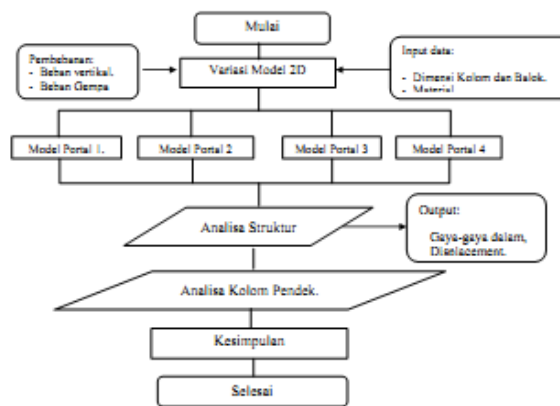 Mulai
Pembebanan:
- Beban vertikal.
- Beban Gempa
Variasi Model 2D
Input data:
- Dimensi Kolom dan Balok.
- Material
Model Portal 1.
Model Portal 2
Model Portal 3
Model Portal 4
Analisa Struktur
Output:
Gaya-gaya dalam,
Displacement.
Analisa Kolom Pendek.
Kesimpulan
Selesai